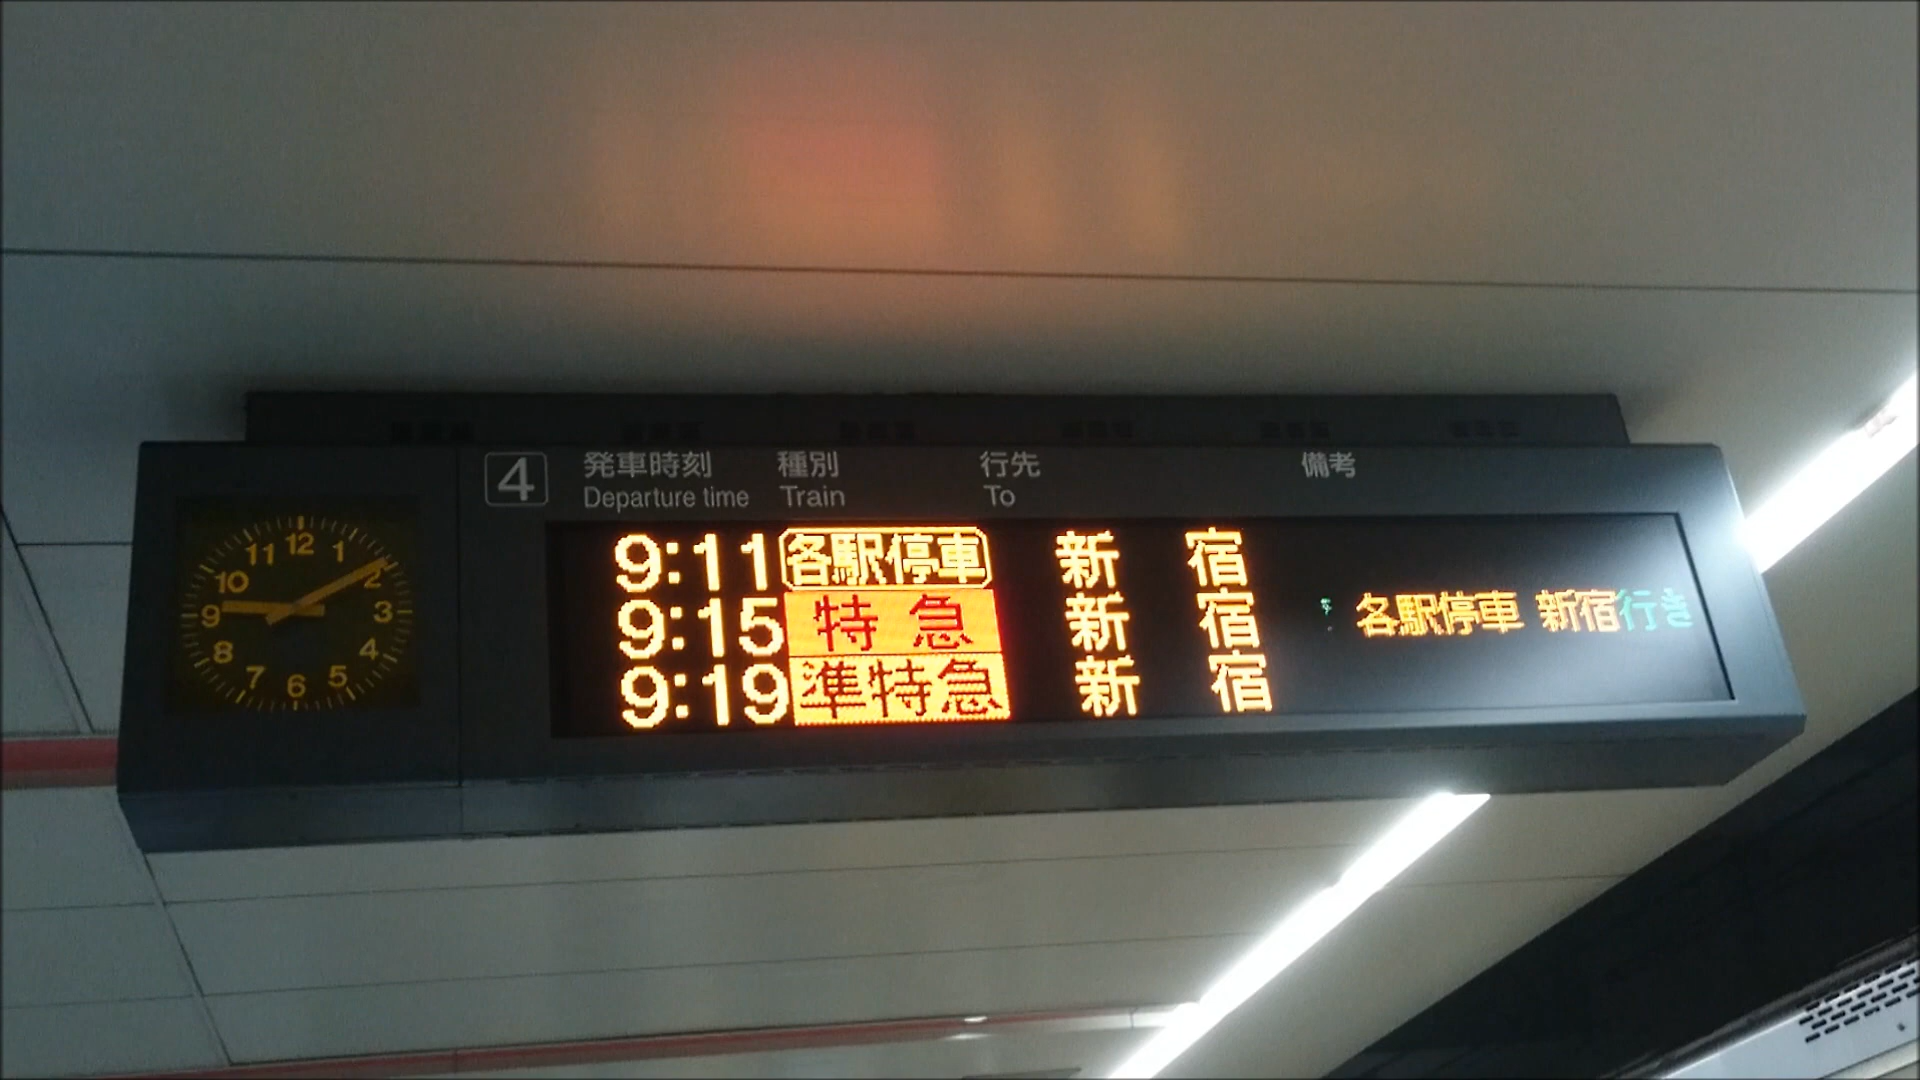 4 発車時刻 種別 行先 備考
Departure time Train To
9:11 各駅停車 新宿
9:15 特急 新宿
9:19 準特急 新宿
各駅停車 新宿行き
12
1
2
3
4
5
6
7
8
9
10
11